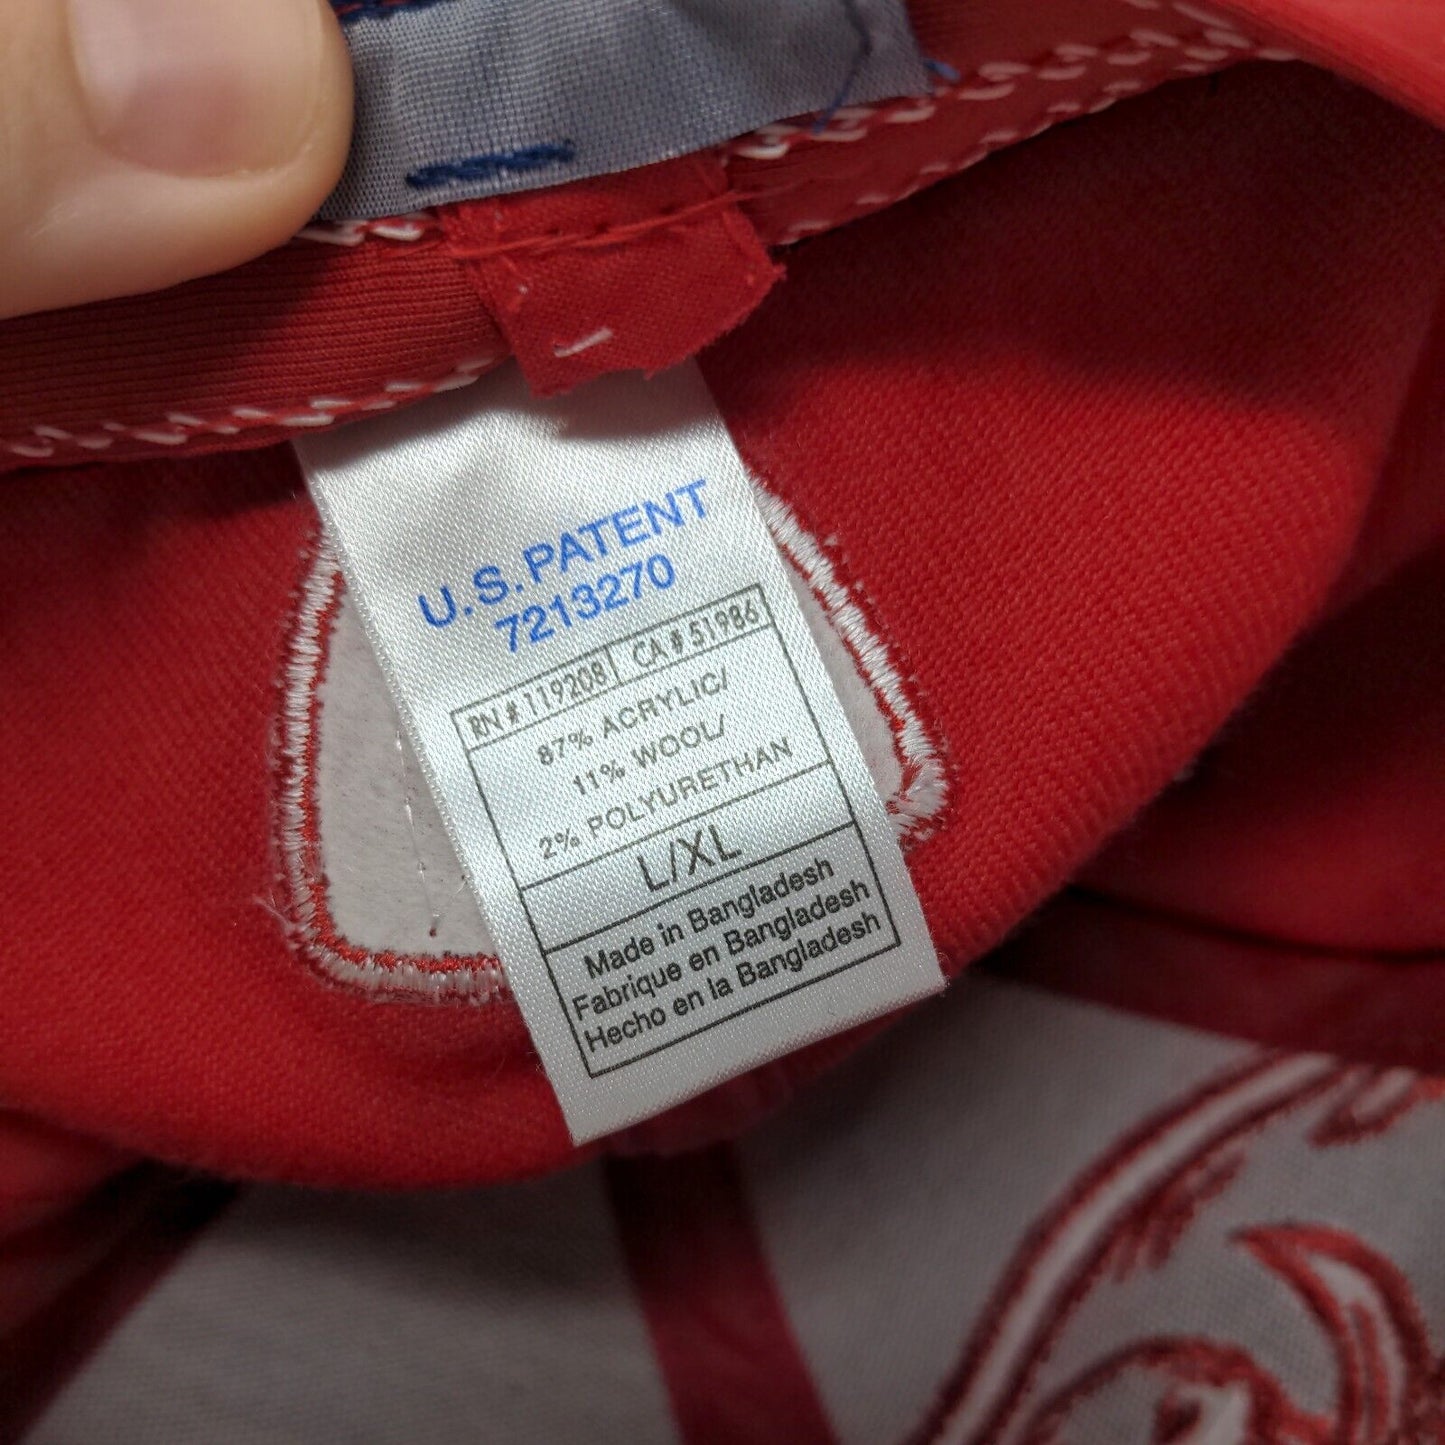 U.S. PATENT
7213270
RN # 119208 CA # 51986
87% ACRYLIC/
11% WOOL/
2% POLYURETHAN
L/XL
Made in Bangladesh
Fabrique en Bangladesh
Hecho en la Bangladesh